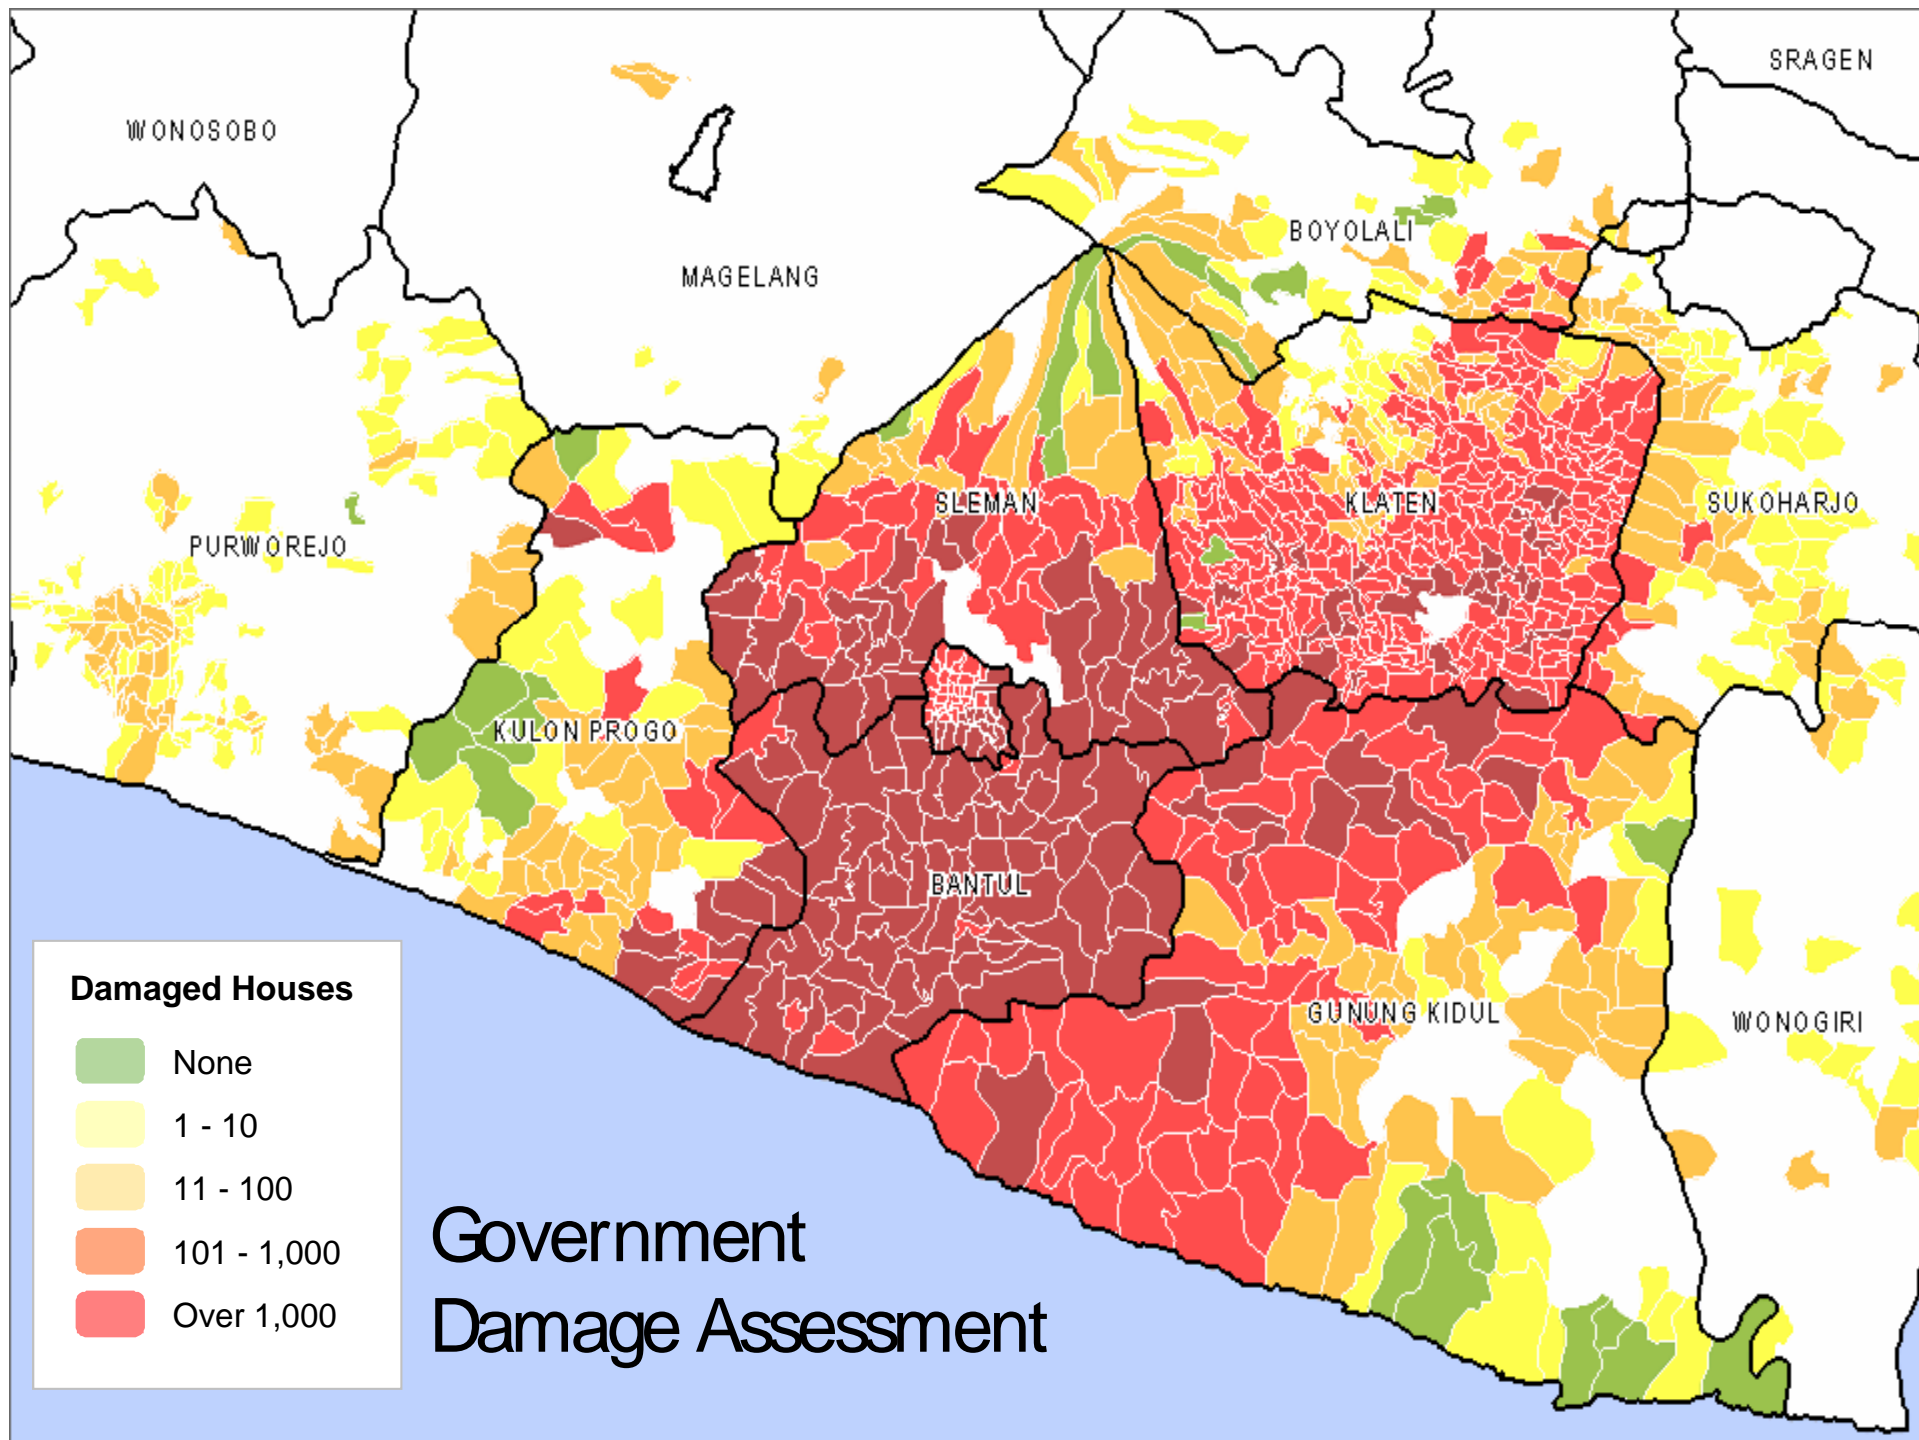 SRAGEN
WONOSOBO
BOYOLALI
MAGELANG
SLEMAN
KLATEN
SUKOHARJO
PURWOREJO
KULON PROGO
BANTUL
GUNUNG KIDUL
WONOGIRI
Damaged Houses
None
1 - 10
11 - 100
101 - 1,000
Over 1,000
Government
Damage Assessment